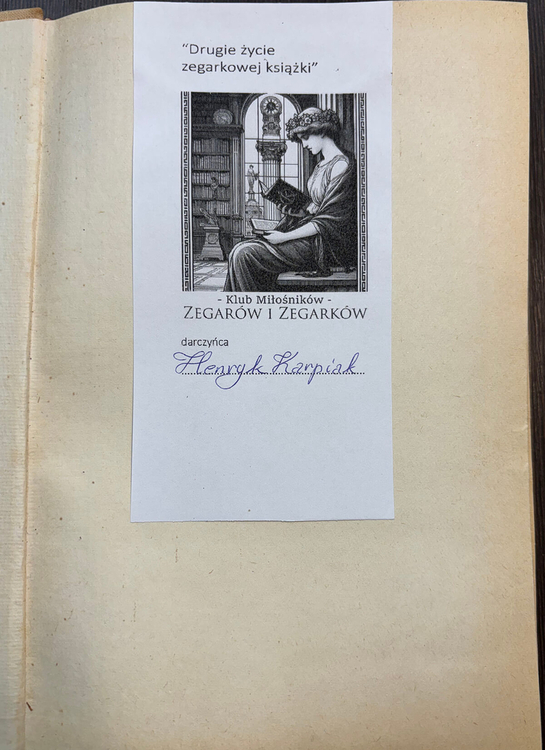 “Drugie życie
zegarkowej książki”
- Klub Miłośników -
ZEGARÓW I ZEGARKÓW
darczyńca
Henryk Karpiak